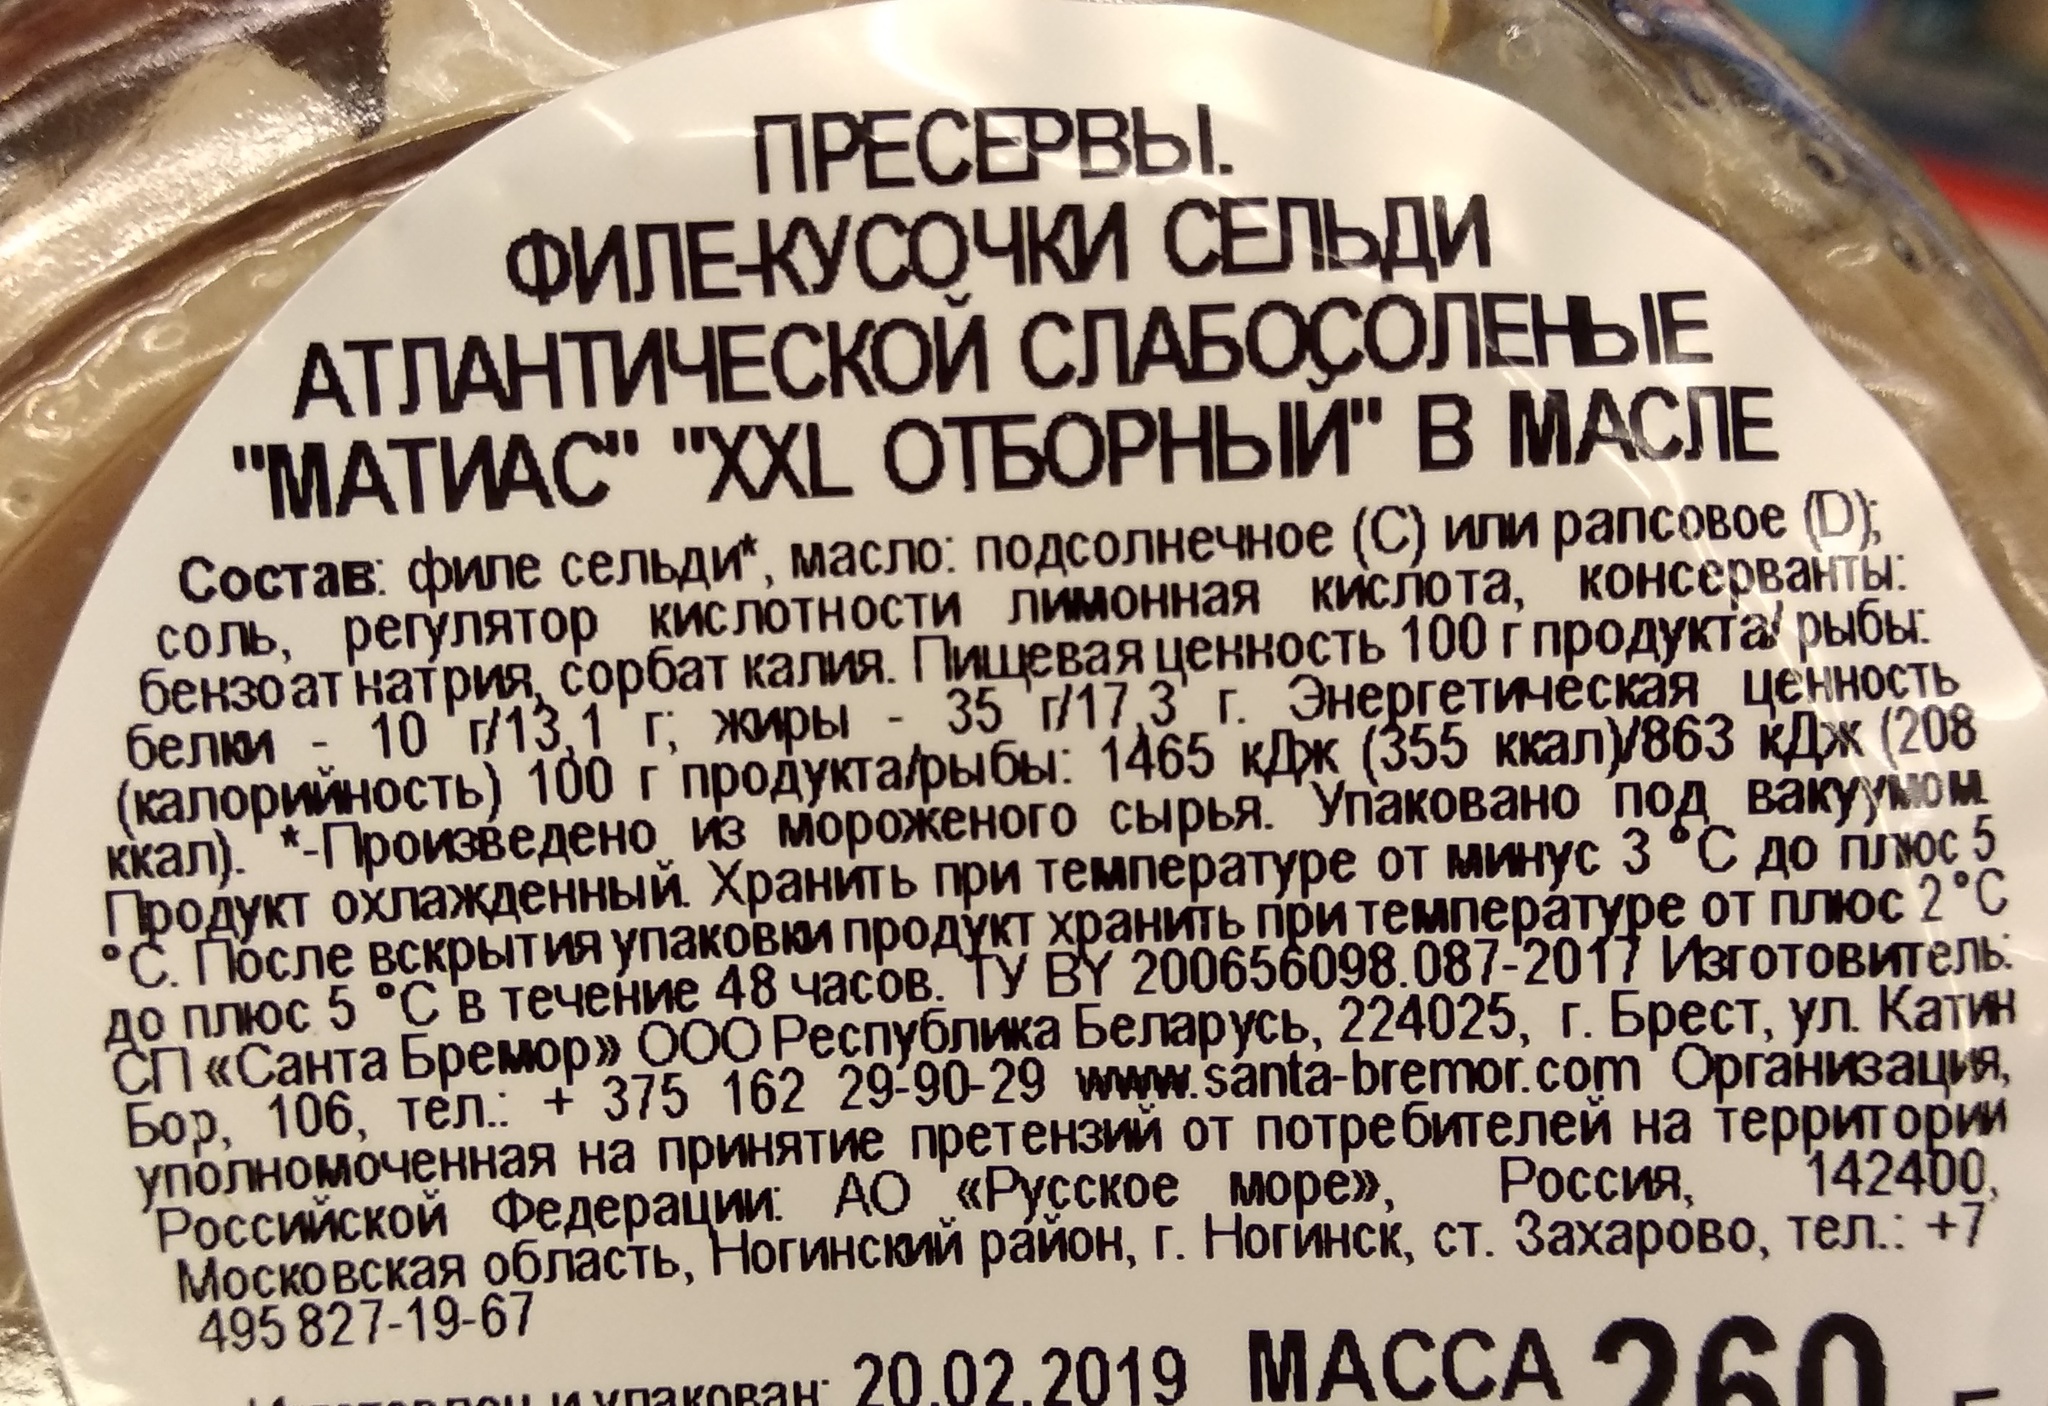 ПРЕСЕРВЫ.
ФИЛЕ-КУСОЧКИ СЕЛЬДИ
АТЛАНТИЧЕСКОЙ СЛАБОСОЛЕНЫЕ
"МАТИАС" "XXL ОТБОРНЫЙ" В МАСЛЕ
Состав: филе сельди*, масло: подсолнечное (С) или рапсовое (D);
соль, регулятор кислотности лимонная кислота, консерванты:
бензоат натрия, сорбат калия. Пищевая ценность 100 г продукта/ рыбы:
белки - 10 г/13,1 г; жиры - 35 г/17,3 г. Энергетическая ценность
(калорийность) 100 г продукта/рыбы: 1465 кДж (355 ккал)/863 кДж (208
ккал). *-Произведено из мороженого сырья. Упаковано под вакуумом.
Продукт охлажденный. Хранить при температуре от минус 3 °С до плюс 5
°С. После вскрытия упаковки продукт хранить при температуре от плюс 2 °С
до плюс 5 °С в течение 48 часов. ТУ BY 200656098.087-2017 Изготовитель:
СП «Санта Бремор» ООО Республика Беларусь, 224025, г. Брест, ул. Катин
Бор, 106, тел.: + 375 162 29-90-29 www.santa-bremor.com Организация,
уполномоченная на принятие претензий от потребителей на территории
Российской Федерации: АО «Русское море», Россия, 142400,
Московская область, Ногинский район, г. Ногинск, ст. Захарово, тел.: +7
495 827-19-67
Изготовлен и упакован: 20.02.2019 МАССА 260 г